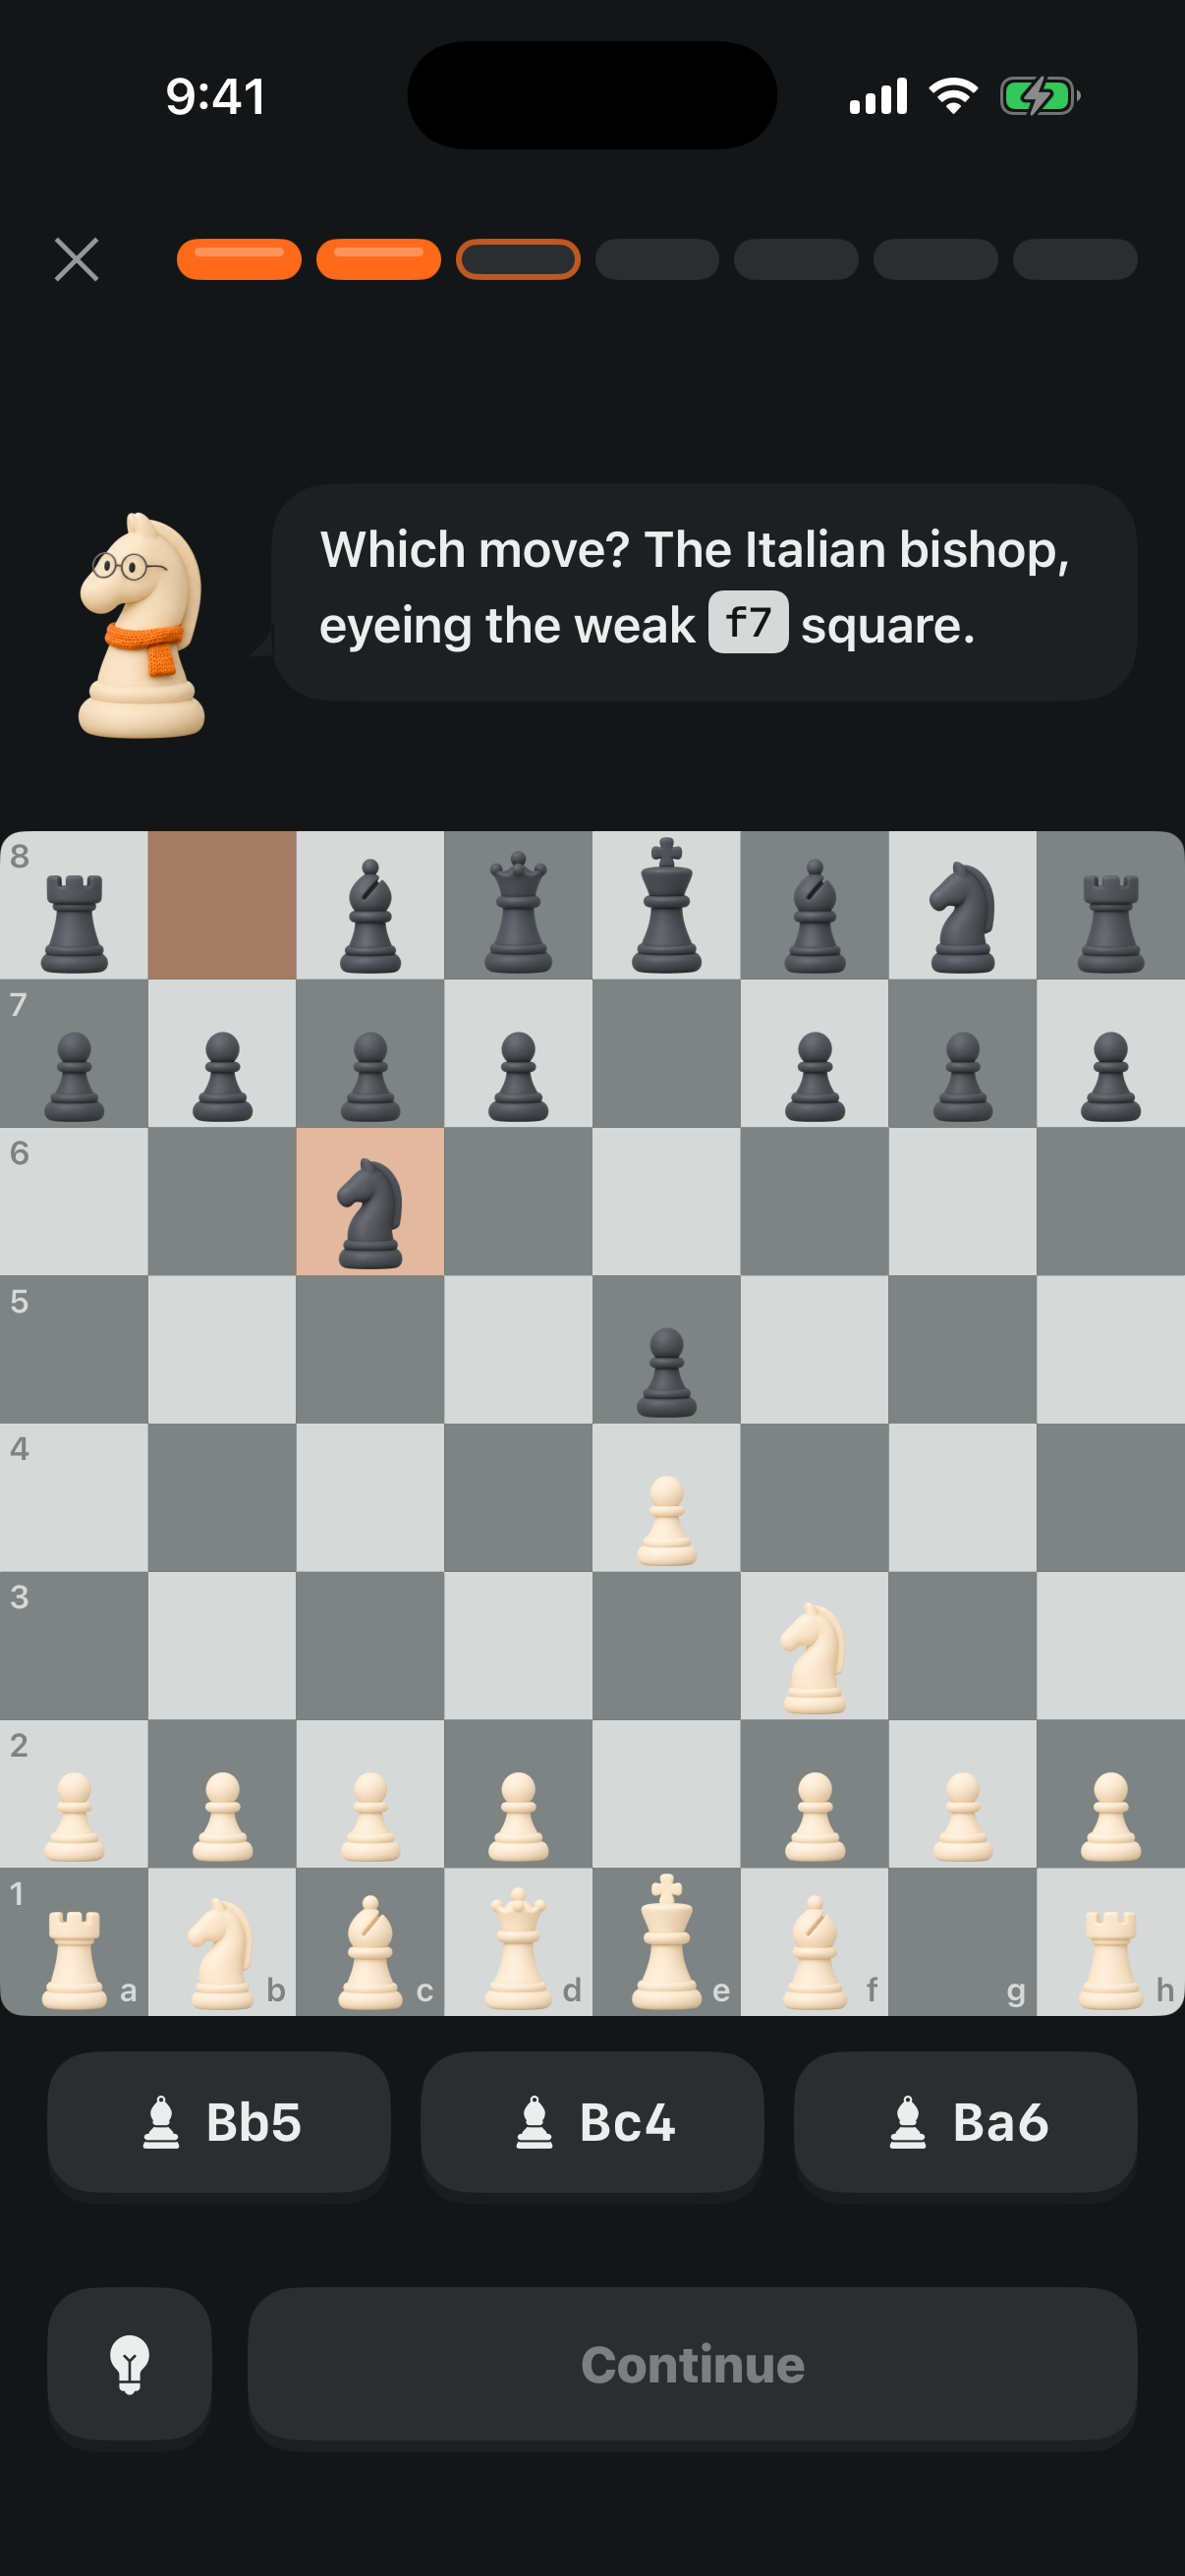 9:41
Which move? The Italian bishop,
eyeing the weak f7 square.
8
7
6
5
4
3
2
1
a b c d e f g h
Bb5 Bc4 Ba6
Continue